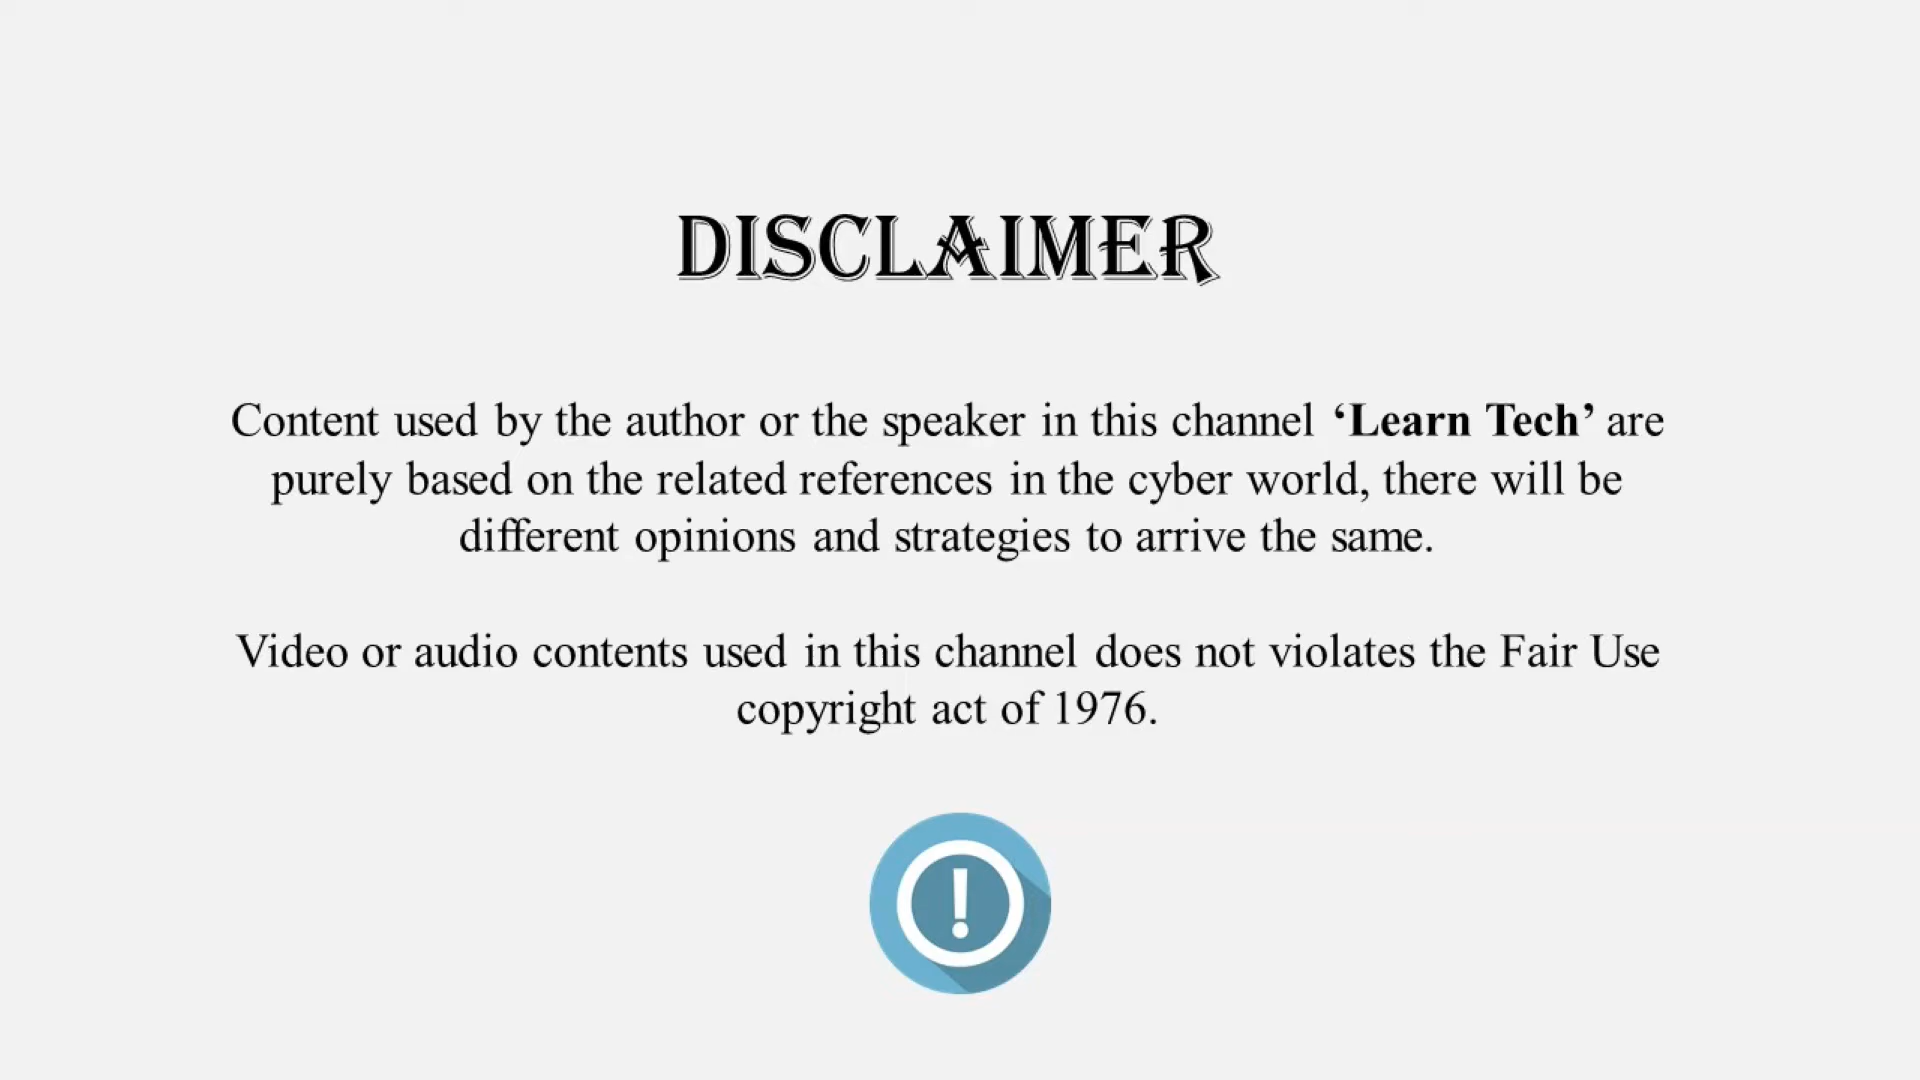 DISCLAIMER
Content used by the author or the speaker in this channel ‘Learn Tech’ are
purely based on the related references in the cyber world, there will be
different opinions and strategies to arrive the same.
Video or audio contents used in this channel does not violates the Fair Use
copyright act of 1976.
!